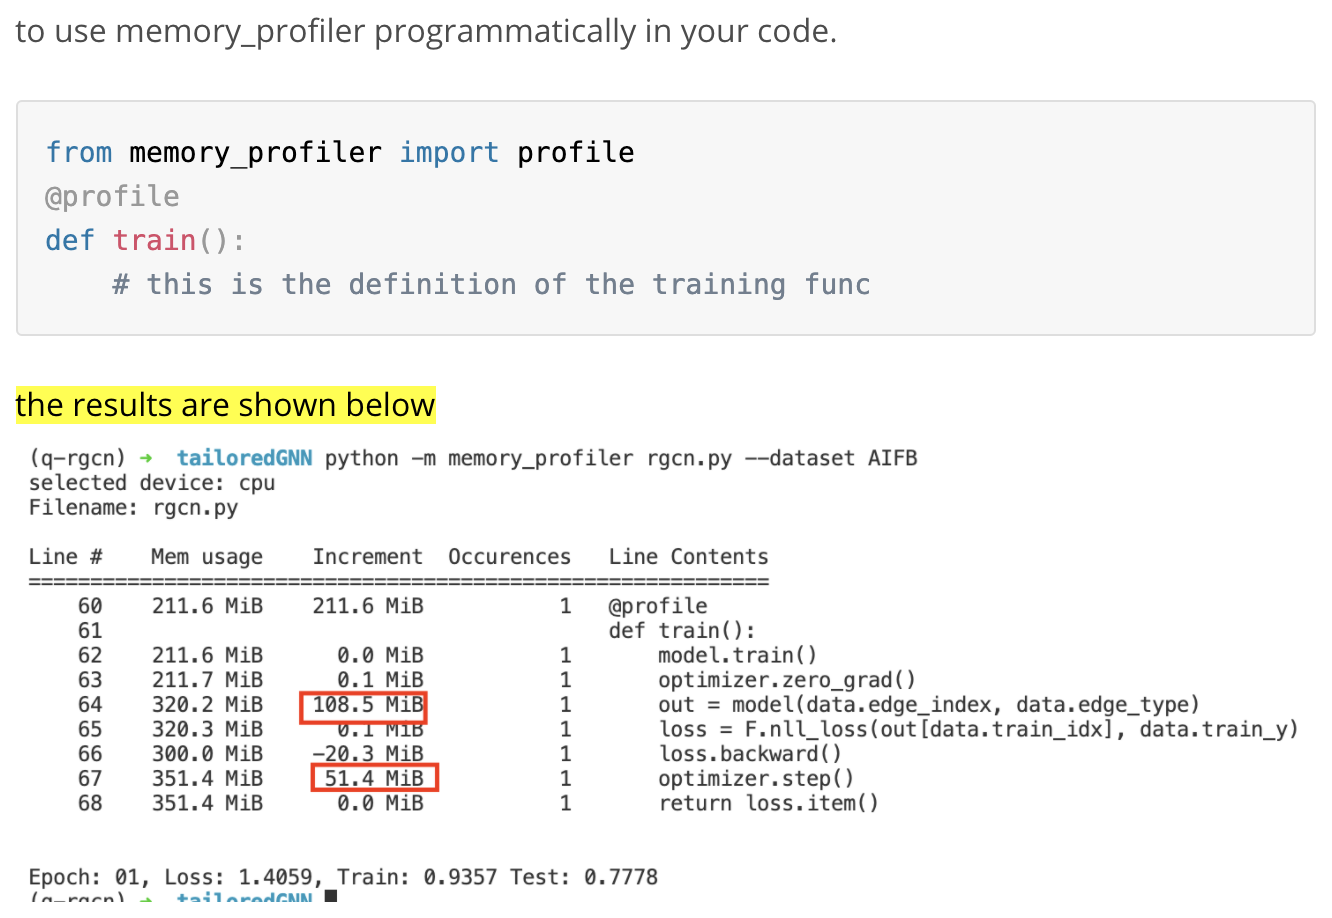 to use memory_profiler programmatically in your code.
from memory_profiler import profile
@profile
def train():
    # this is the definition of the training func
the results are shown below
(q-rgcn) ➜  tailoredGNN python -m memory_profiler rgcn.py --dataset AIFB
selected device: cpu
Filename: rgcn.py
Line #    Mem usage    Increment  Occurences   Line Contents
============================================================
    60    211.6 MiB    211.6 MiB           1   @profile
    61                                         def train():
    62    211.6 MiB      0.0 MiB           1       model.train()
    63    211.7 MiB      0.1 MiB           1       optimizer.zero_grad()
    64    320.2 MiB    108.5 MiB           1       out = model(data.edge_index, data.edge_type)
    65    320.3 MiB      0.1 MiB           1       loss = F.nll_loss(out[data.train_idx], data.train_y)
    66    300.0 MiB    -20.3 MiB           1       loss.backward()
    67    351.4 MiB     51.4 MiB           1       optimizer.step()
    68    351.4 MiB      0.0 MiB           1       return loss.item()
Epoch: 01, Loss: 1.4059, Train: 0.9357 Test: 0.7778
(q-rgcn) ➜  tailoredGNN